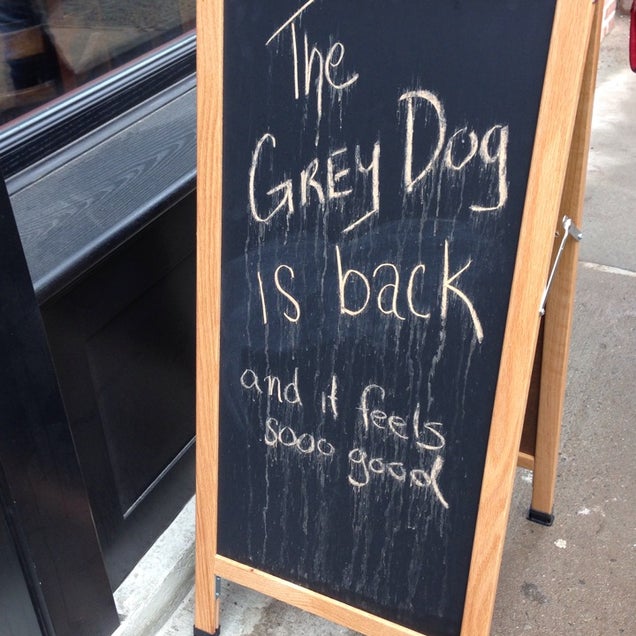 The
GREY Dog
is back
and it feels
sooo good